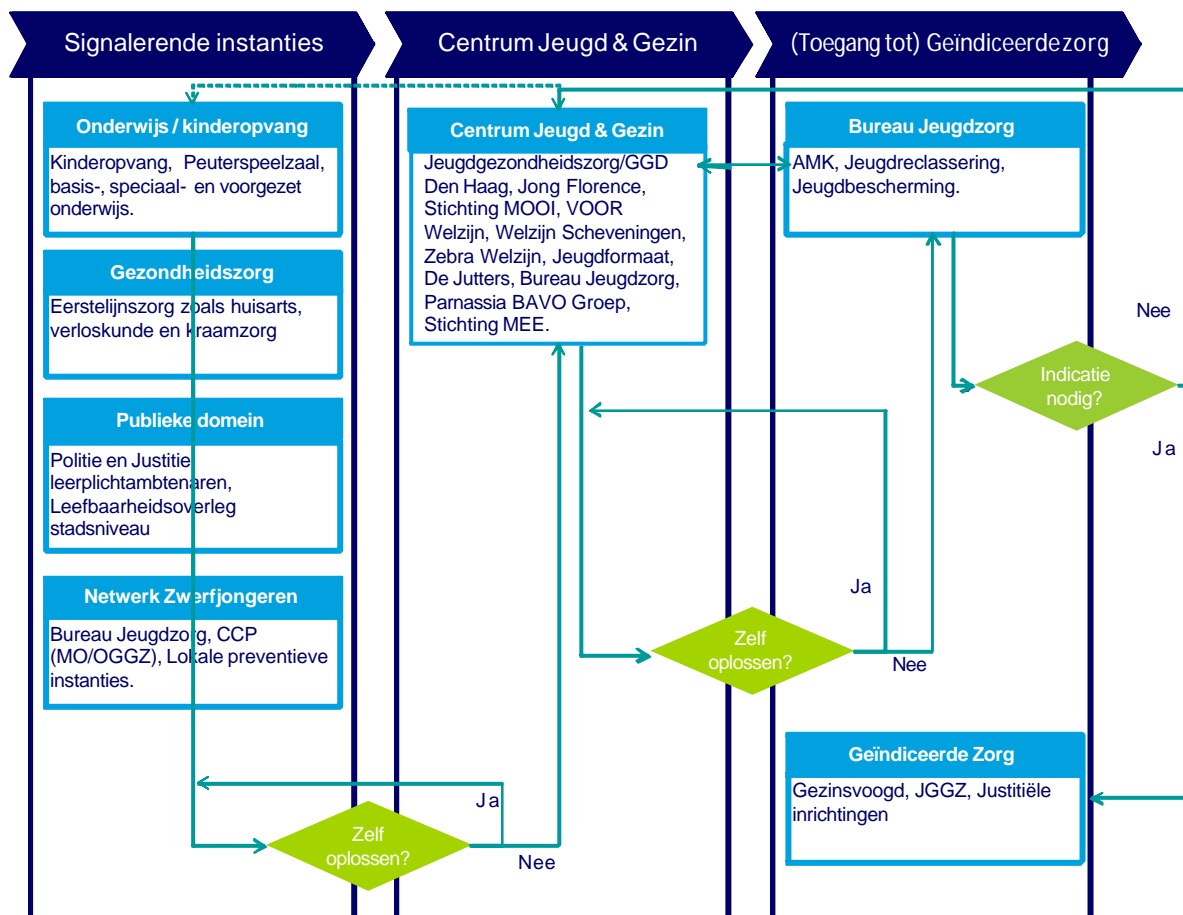 Signalerende instanties
Centrum Jeugd & Gezin
(Toegang tot) Geïndiceerde zorg
Onderwijs / kinderopvang
Kinderopvang, Peuterspeelzaal,
basis-, speciaal- en voorgezet
onderwijs.
Gezondheidszorg
Eerstelijnszorg zoals huisarts,
verloskunde en kraamzorg
Publieke domein
Politie en Justitie
leerplichtambtenaren,
Leefbaarheidsoverleg
stadsniveau
Netwerk Zwerfjongeren
Bureau Jeugdzorg, CCP
(MO/OGGZ), Lokale preventieve
instanties.
Zelf
oplossen?
Ja
Nee
Centrum Jeugd & Gezin
Jeugdgezondheidszorg/GGD
Den Haag, Jong Florence,
Stichting MOOI, VOOR
Welzijn, Welzijn Scheveningen,
Zebra Welzijn, Jeugdformaat,
De Jutters, Bureau Jeugdzorg,
Parnassia BAVO Groep,
Stichting MEE.
Zelf
oplossen?
Ja
Nee
Bureau Jeugdzorg
AMK, Jeugdreclassering,
Jeugdbescherming.
Indicatie
nodig?
Nee
Ja
Geïndiceerde Zorg
Gezinsvoogd, JGGZ, Justitiële
inrichtingen